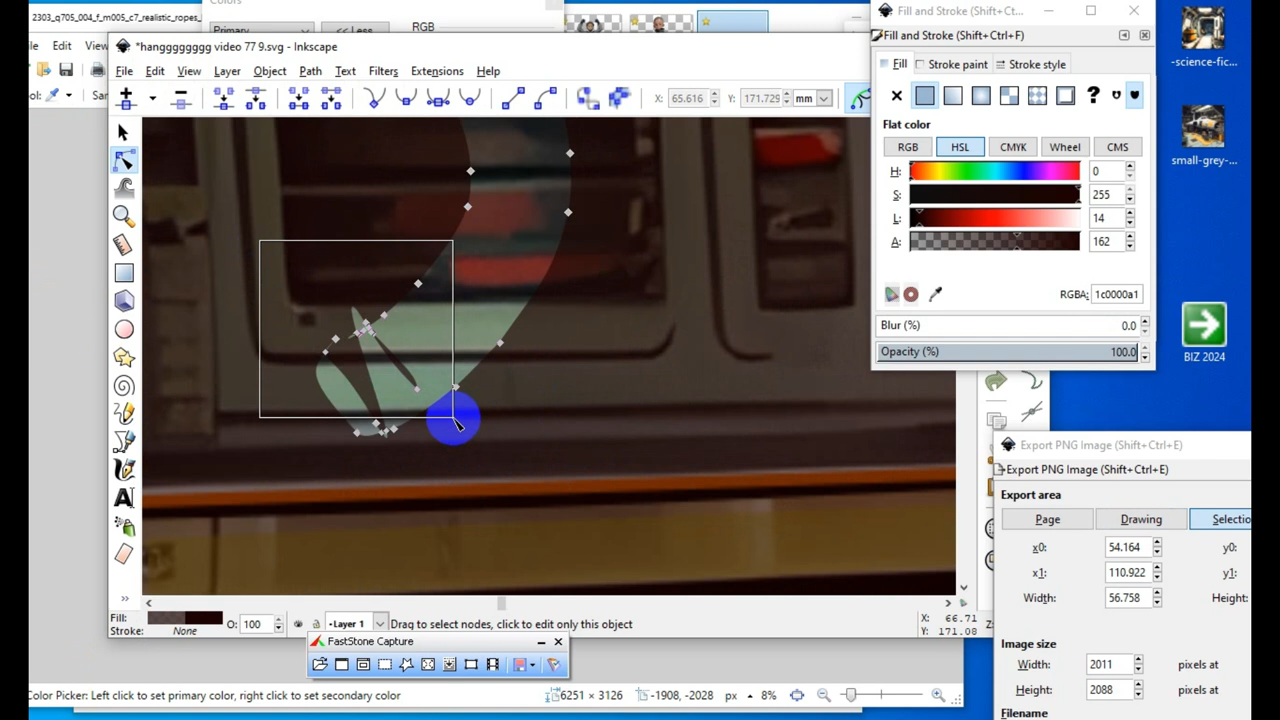 2303_q705_004_f_m005_c7_realistic_ropes_
Colors
Primary
<< Less
RGB
ile Edit View
*hangggggggg video 77 9.svg - Inkscape
File Edit View Layer Object Path Text Filters Extensions Help
ool:
X: 65.616 Y: 171.729 mm
Fill and Stroke (Shift+Ct...
Fill and Stroke (Shift+Ctrl+F)
Fill Stroke paint Stroke style
Flat color
RGB HSL CMYK Wheel CMS
H: 0
S: 255
L: 14
A: 162
RGBA: 1c0000a1
Blur (%) 0.0
Opacity (%) 100.0
-science-fic...
small-grey-...
BIZ 2024
Export PNG Image (Shift+Ctrl+E)
Export PNG Image (Shift+Ctrl+E)
Export area
Page Drawing Selectio
x0: 54.164 y0:
x1: 110.922 y1:
Width: 56.758 Height:
Image size
Width: 2011 pixels at
Height: 2088 pixels at
Filename
Fill:
Stroke: None
O: 100
Layer 1
Drag to select nodes, click to edit only this object
X: 66.71
Y: 171.08
Z:
FastStone Capture
Color Picker: Left click to set primary color, right click to set secondary color
6251 × 3126 -1908, -2028 px 8%